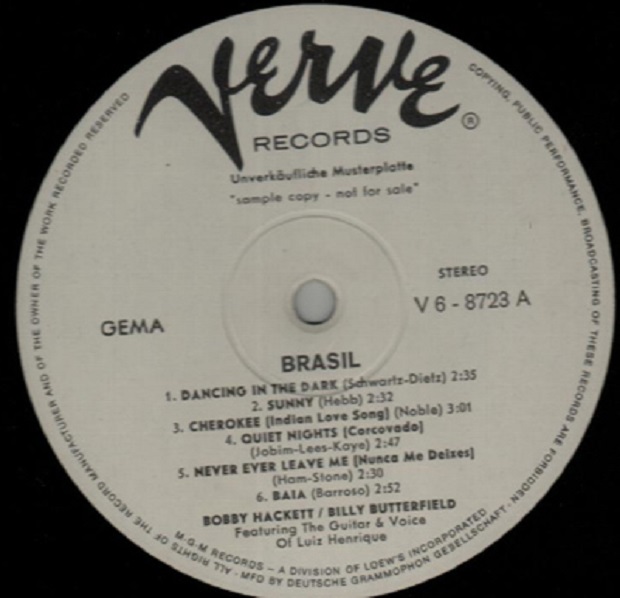 Verve
RECORDS
®
Unverkäufliche Musterplatte
"sample copy - not for sale"
STEREO
V 6 - 8723 A
GEMA
BRASIL
1. DANCING IN THE DARK (Schwartz-Dietz) 2:35
2. SUNNY (Hebb) 2:32
3. CHEROKEE [Indian Love Song] (Noble) 3:01
4. QUIET NIGHTS [Corcovado]
(Jobim-Lees-Kaye) 2:47
5. NEVER EVER LEAVE ME [Nunca Me Deixes]
(Ham-Stone) 2:30
6. BAIA (Barroso) 2:52
BOBBY HACKETT / BILLY BUTTERFIELD
Featuring The Guitar & Voice
Of Luiz Henrique
M-G-M RECORDS - A DIVISION OF LOEW'S INCORPORATED
ALL RIGHTS OF THE RECORD MANUFACTURER AND OF THE OWNER OF THE WORK RECORDED RESERVED
COPYING, PUBLIC PERFORMANCE, BROADCASTING OF THESE RECORDS ARE FORBIDDEN
· MFD BY DEUTSCHE GRAMMOPHON GESELLSCHAFT ·